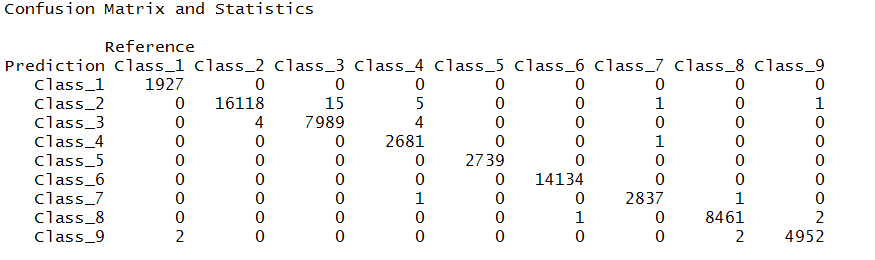 Confusion Matrix and Statistics
Reference
Prediction Class_1 Class_2 Class_3 Class_4 Class_5 Class_6 Class_7 Class_8 Class_9
Class_1 1927 0 0 0 0 0 0 0 0
Class_2 0 16118 15 5 0 0 1 0 1
Class_3 0 4 7989 4 0 0 0 0 0
Class_4 0 0 0 2681 0 0 1 0 0
Class_5 0 0 0 0 2739 0 0 0 0
Class_6 0 0 0 0 0 14134 0 0 0
Class_7 0 0 0 1 0 0 2837 1 0
Class_8 0 0 0 0 0 1 0 8461 2
Class_9 2 0 0 0 0 0 0 2 4952